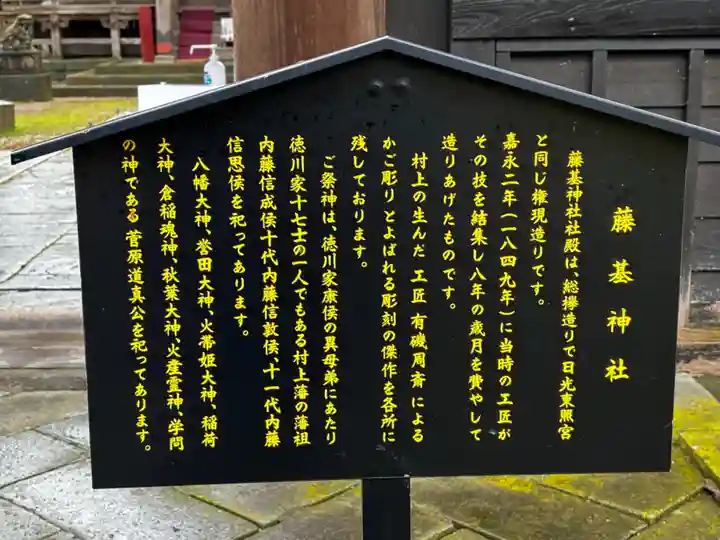 藤基神社
藤基神社社殿は、総欅造りで日光東照宮
と同じ権現造りです。
嘉永二年(一八四九年)に当時の工匠が
その技を結集し八年の歳月を費やして
造りあげたものです。
村上の生んだ 工匠 有磯周斎 による
かご彫りとよばれる彫刻の傑作を各所に
残しております。
ご祭神は、徳川家康侯の異母弟にあたり
徳川家十七士の一人でもある村上藩の藩祖
内藤信成侯十代内藤信敦侯、十一代内藤
信思侯を祀ってあります。
八幡大神、誉田大神、火帯姫大神、稲荷
大神、倉稲魂神、秋葉大神、火産霊神、学問
の神である 菅原道真公を祀ってあります。